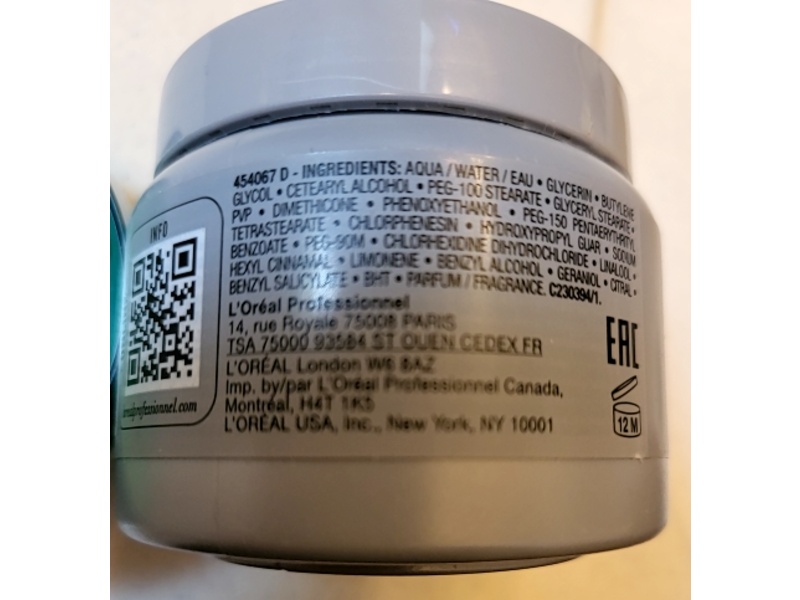 454067 D - INGREDIENTS: AQUA / WATER / EAU • GLYCERIN • BUTYLENE
GLYCOL • CETEARYL ALCOHOL • PEG-100 STEARATE • GLYCERYL STEARATE •
PVP • DIMETHICONE • PHENOXYETHANOL • PEG-150 PENTAERYTHRITYL
TETRASTEARATE • CHLORPHENESIN • HYDROXYPROPYL GUAR • SODIUM
BENZOATE • PEG-90M • CHLORHEXIDINE DIHYDROCHLORIDE • LINALOOL •
HEXYL CINNAMAL • LIMONENE • BENZYL ALCOHOL • GERANIOL • CITRAL •
BENZYL SALICYLATE • BHT • PARFUM / FRAGRANCE. C230394/1.
L'Oréal Professionnel
14, rue Royale 75008 PARIS
TSA 75000 93584 ST OUEN CEDEX FR
L'ORÉAL London W6 8AZ
Imp. by/par L'Oréal Professionnel Canada,
Montréal, H4T 1K5
L'ORÉAL USA, Inc., New York, NY 10001
INFO
orealprofessionnel.com
EAC
12 M